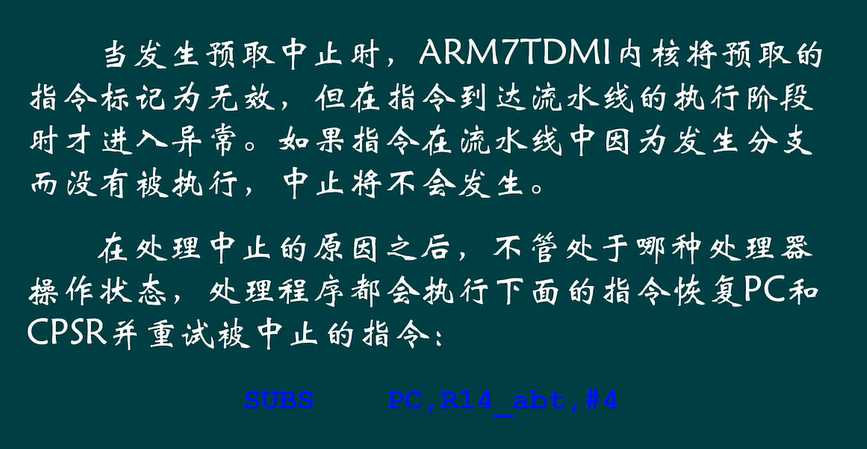 当发生预取中止时，ARM7TDMI内核将预取的
指令标记为无效，但在指令到达流水线的执行阶段
时才进入异常。如果指令在流水线中因为发生分支
而没有被执行，中止将不会发生。
在处理中止的原因之后，不管处于哪种处理器
操作状态，处理程序都会执行下面的指令恢复PC和
CPSR并重试被中止的指令：
SUBS PC,R14_abt,#4